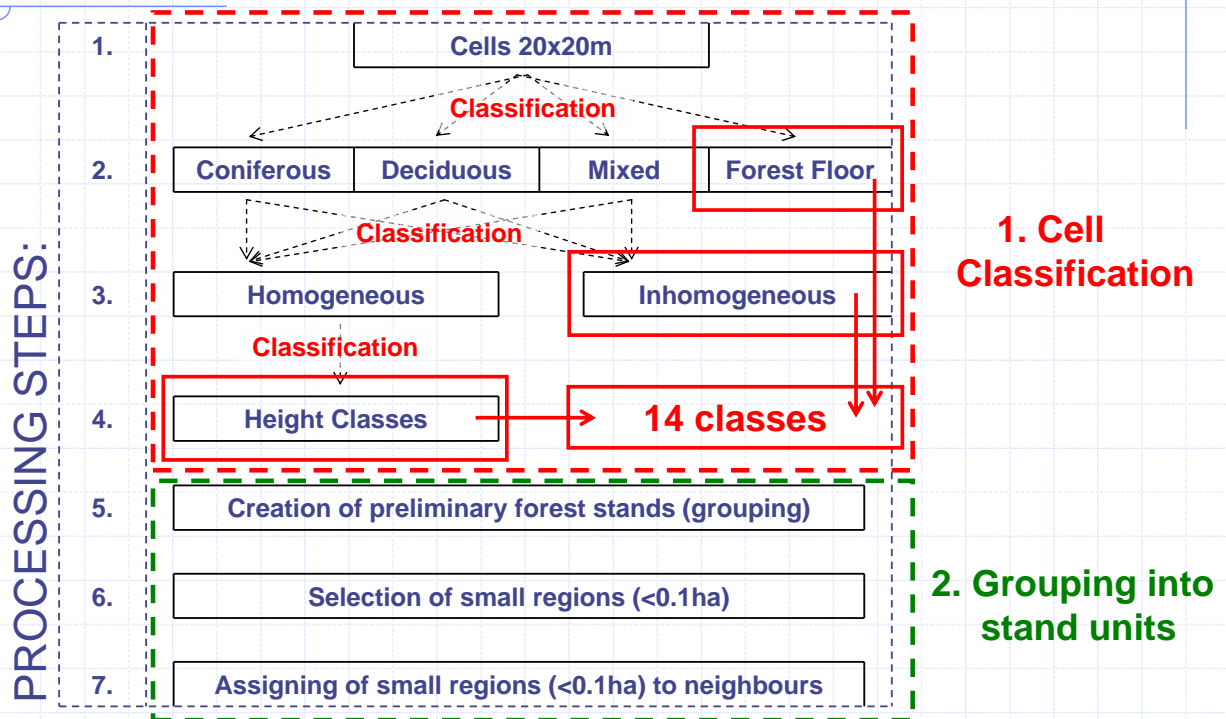 PROCESSING STEPS:
1.
Cells 20x20m
Classification
2.
Coniferous
Deciduous
Mixed
Forest Floor
Classification
3.
Homogeneous
Inhomogeneous
Classification
4.
Height Classes
14 classes
1. Cell
Classification
5.
Creation of preliminary forest stands (grouping)
6.
Selection of small regions (<0.1ha)
7.
Assigning of small regions (<0.1ha) to neighbours
2. Grouping into
stand units